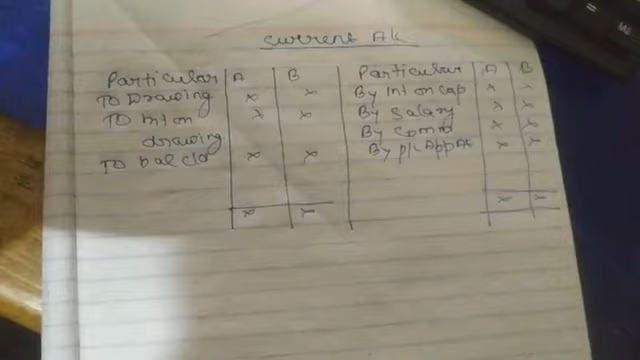 Current A/c
Particular A B Particular A B
To Drawing x x By Int on cap x x
To Int on x x By Salary x x
drawing By Comm x x
To bal c/d x x By P/L App A/c x x
x x x x